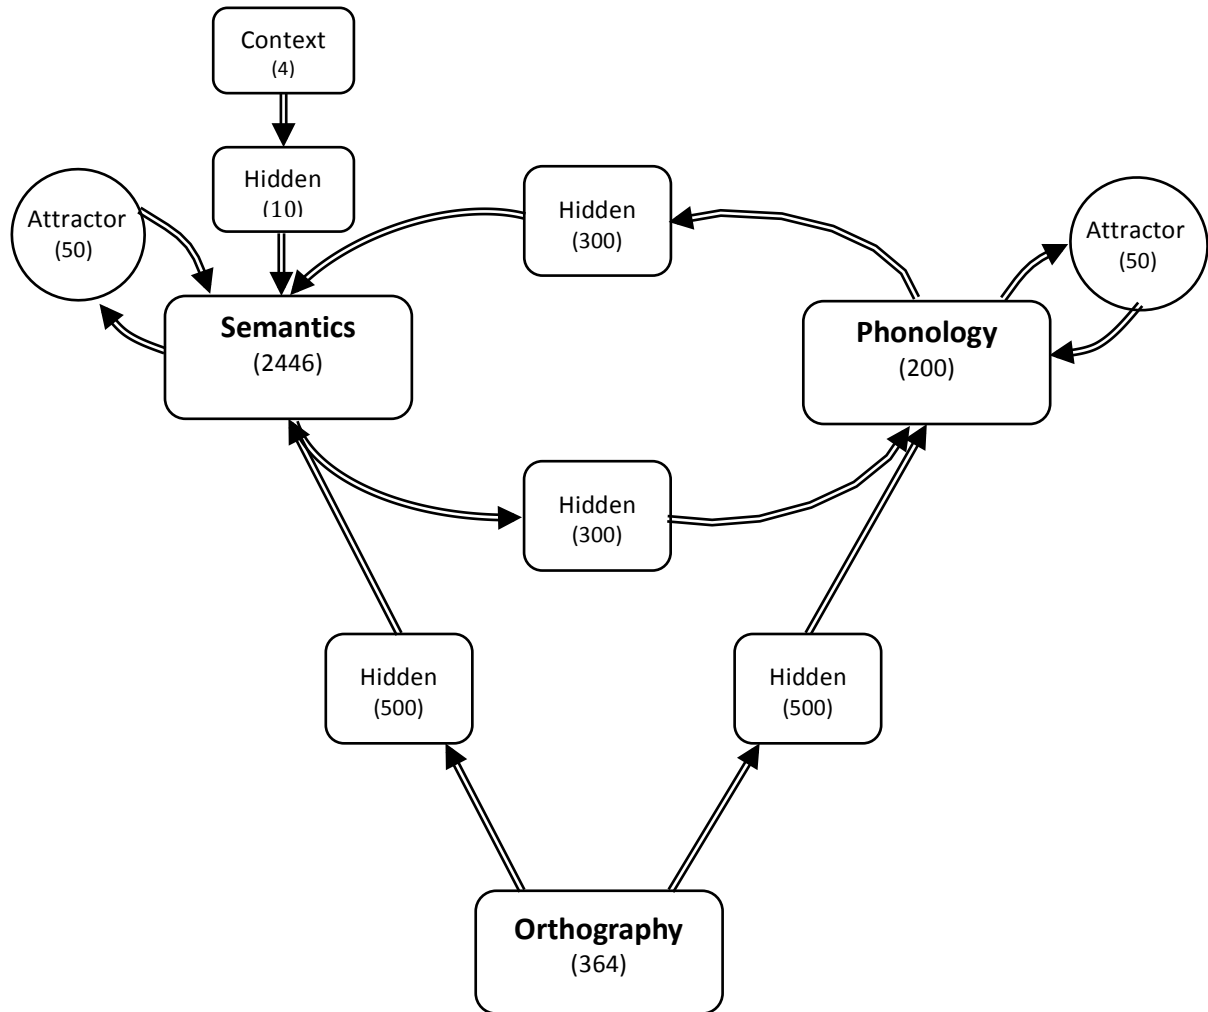 Context
(4)
Hidden
(10)
Attractor
(50)
Hidden
(300)
Attractor
(50)
Semantics
(2446)
Phonology
(200)
Hidden
(300)
Hidden
(500)
Hidden
(500)
Orthography
(364)